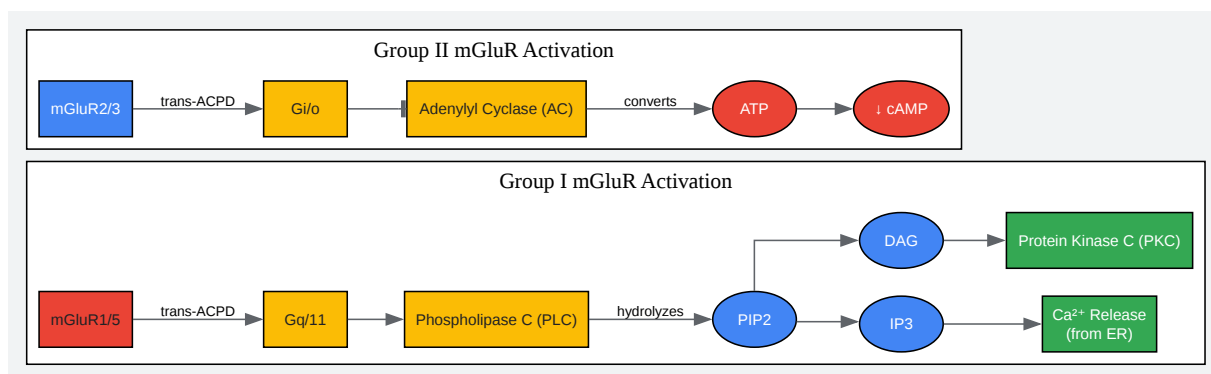 Group II mGluR Activation
mGluR2/3
trans-ACPD
Gi/o
Adenylyl Cyclase (AC)
converts
ATP
↓ cAMP
Group I mGluR Activation
DAG
Protein Kinase C (PKC)
mGluR1/5
trans-ACPD
Gq/11
Phospholipase C (PLC)
hydrolyzes
PIP2
IP3
Ca²⁺ Release
(from ER)